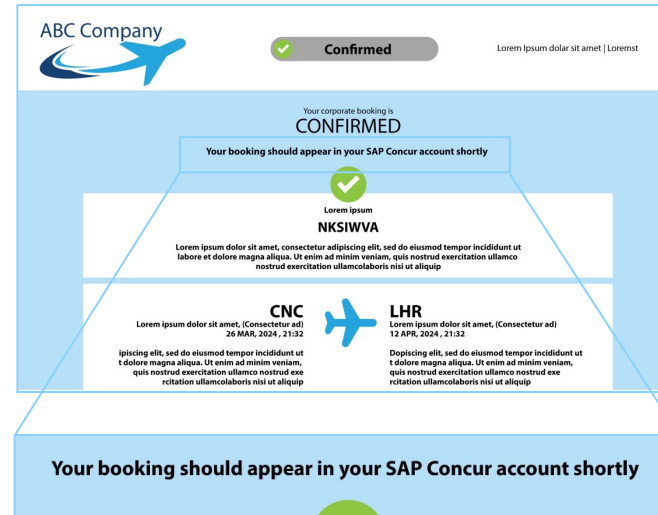 ABC Company
Confirmed
Lorem Ipsum dolar sit amet | Loremst
Your corporate booking is
CONFIRMED
Your booking should appear in your SAP Concur account shortly
Lorem ipsum
NKSIWVA
Lorem ipsum dolor sit amet, consectetur adipiscing elit, sed do eiusmod tempor incididunt ut
labore et dolore magna aliqua. Ut enim ad minim veniam, quis nostrud exercitation ullamco
nostrud exercitation ullamcolaboris nisi ut aliquip
CNC
Lorem ipsum dolor sit amet, (Consectetur ad)
26 MAR, 2024 , 21:32
ipiscing elit, sed do eiusmod tempor incididunt ut
t dolore magna aliqua. Ut enim ad minim veniam,
quis nostrud exercitation ullamco nostrud exe
rcitation ullamcolaboris nisi ut aliquip
LHR
Lorem ipsum dolor sit amet, (Consectetur ad)
12 APR, 2024 , 21:32
Dopiscing elit, sed do eiusmod tempor incididunt ut
t dolore magna aliqua. Ut enim ad minim veniam,
quis nostrud exercitation ullamco nostrud exe
rcitation ullamcolaboris nisi ut aliquip
Your booking should appear in your SAP Concur account shortly